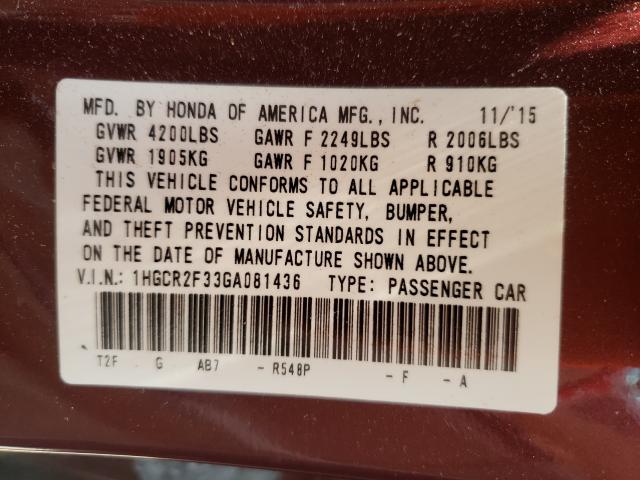 MFD. BY HONDA OF AMERICA MFG., INC. 11/'15
GVWR 4200LBS GAWR F 2249LBS R 2006LBS
GVWR 1905KG GAWR F 1020KG R 910KG
THIS VEHICLE CONFORMS TO ALL APPLICABLE
FEDERAL MOTOR VEHICLE SAFETY, BUMPER,
AND THEFT PREVENTION STANDARDS IN EFFECT
ON THE DATE OF MANUFACTURE SHOWN ABOVE.
V.I.N.: 1HGCR2F33GA081436 TYPE: PASSENGER CAR
T2F G AB7 - R548P - F - A